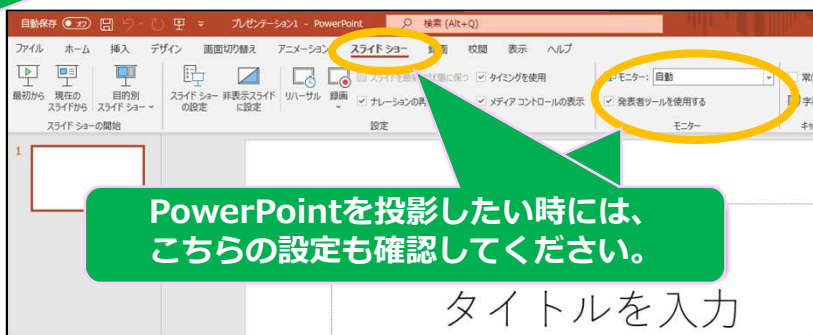 自動保存 オフ プレゼンテーション1 - PowerPoint 検索 (Alt+Q)
ファイル ホーム 挿入 デザイン 画面切り替え アニメーション スライド ショー 校閲 表示 ヘルプ
最初から 現在の スライドから 目的別 スライド ショー スライド ショー の設定 非表示スライド に設定 リハーサル 録画
タイミングを使用
ナレーションの再 メディア コントロールの表示
モニター: 自動
発表者ツールを使用する
スライド ショーの開始 設定 モニター
1
PowerPointを投影したい時には、
こちらの設定も確認してください。
タイトルを入力